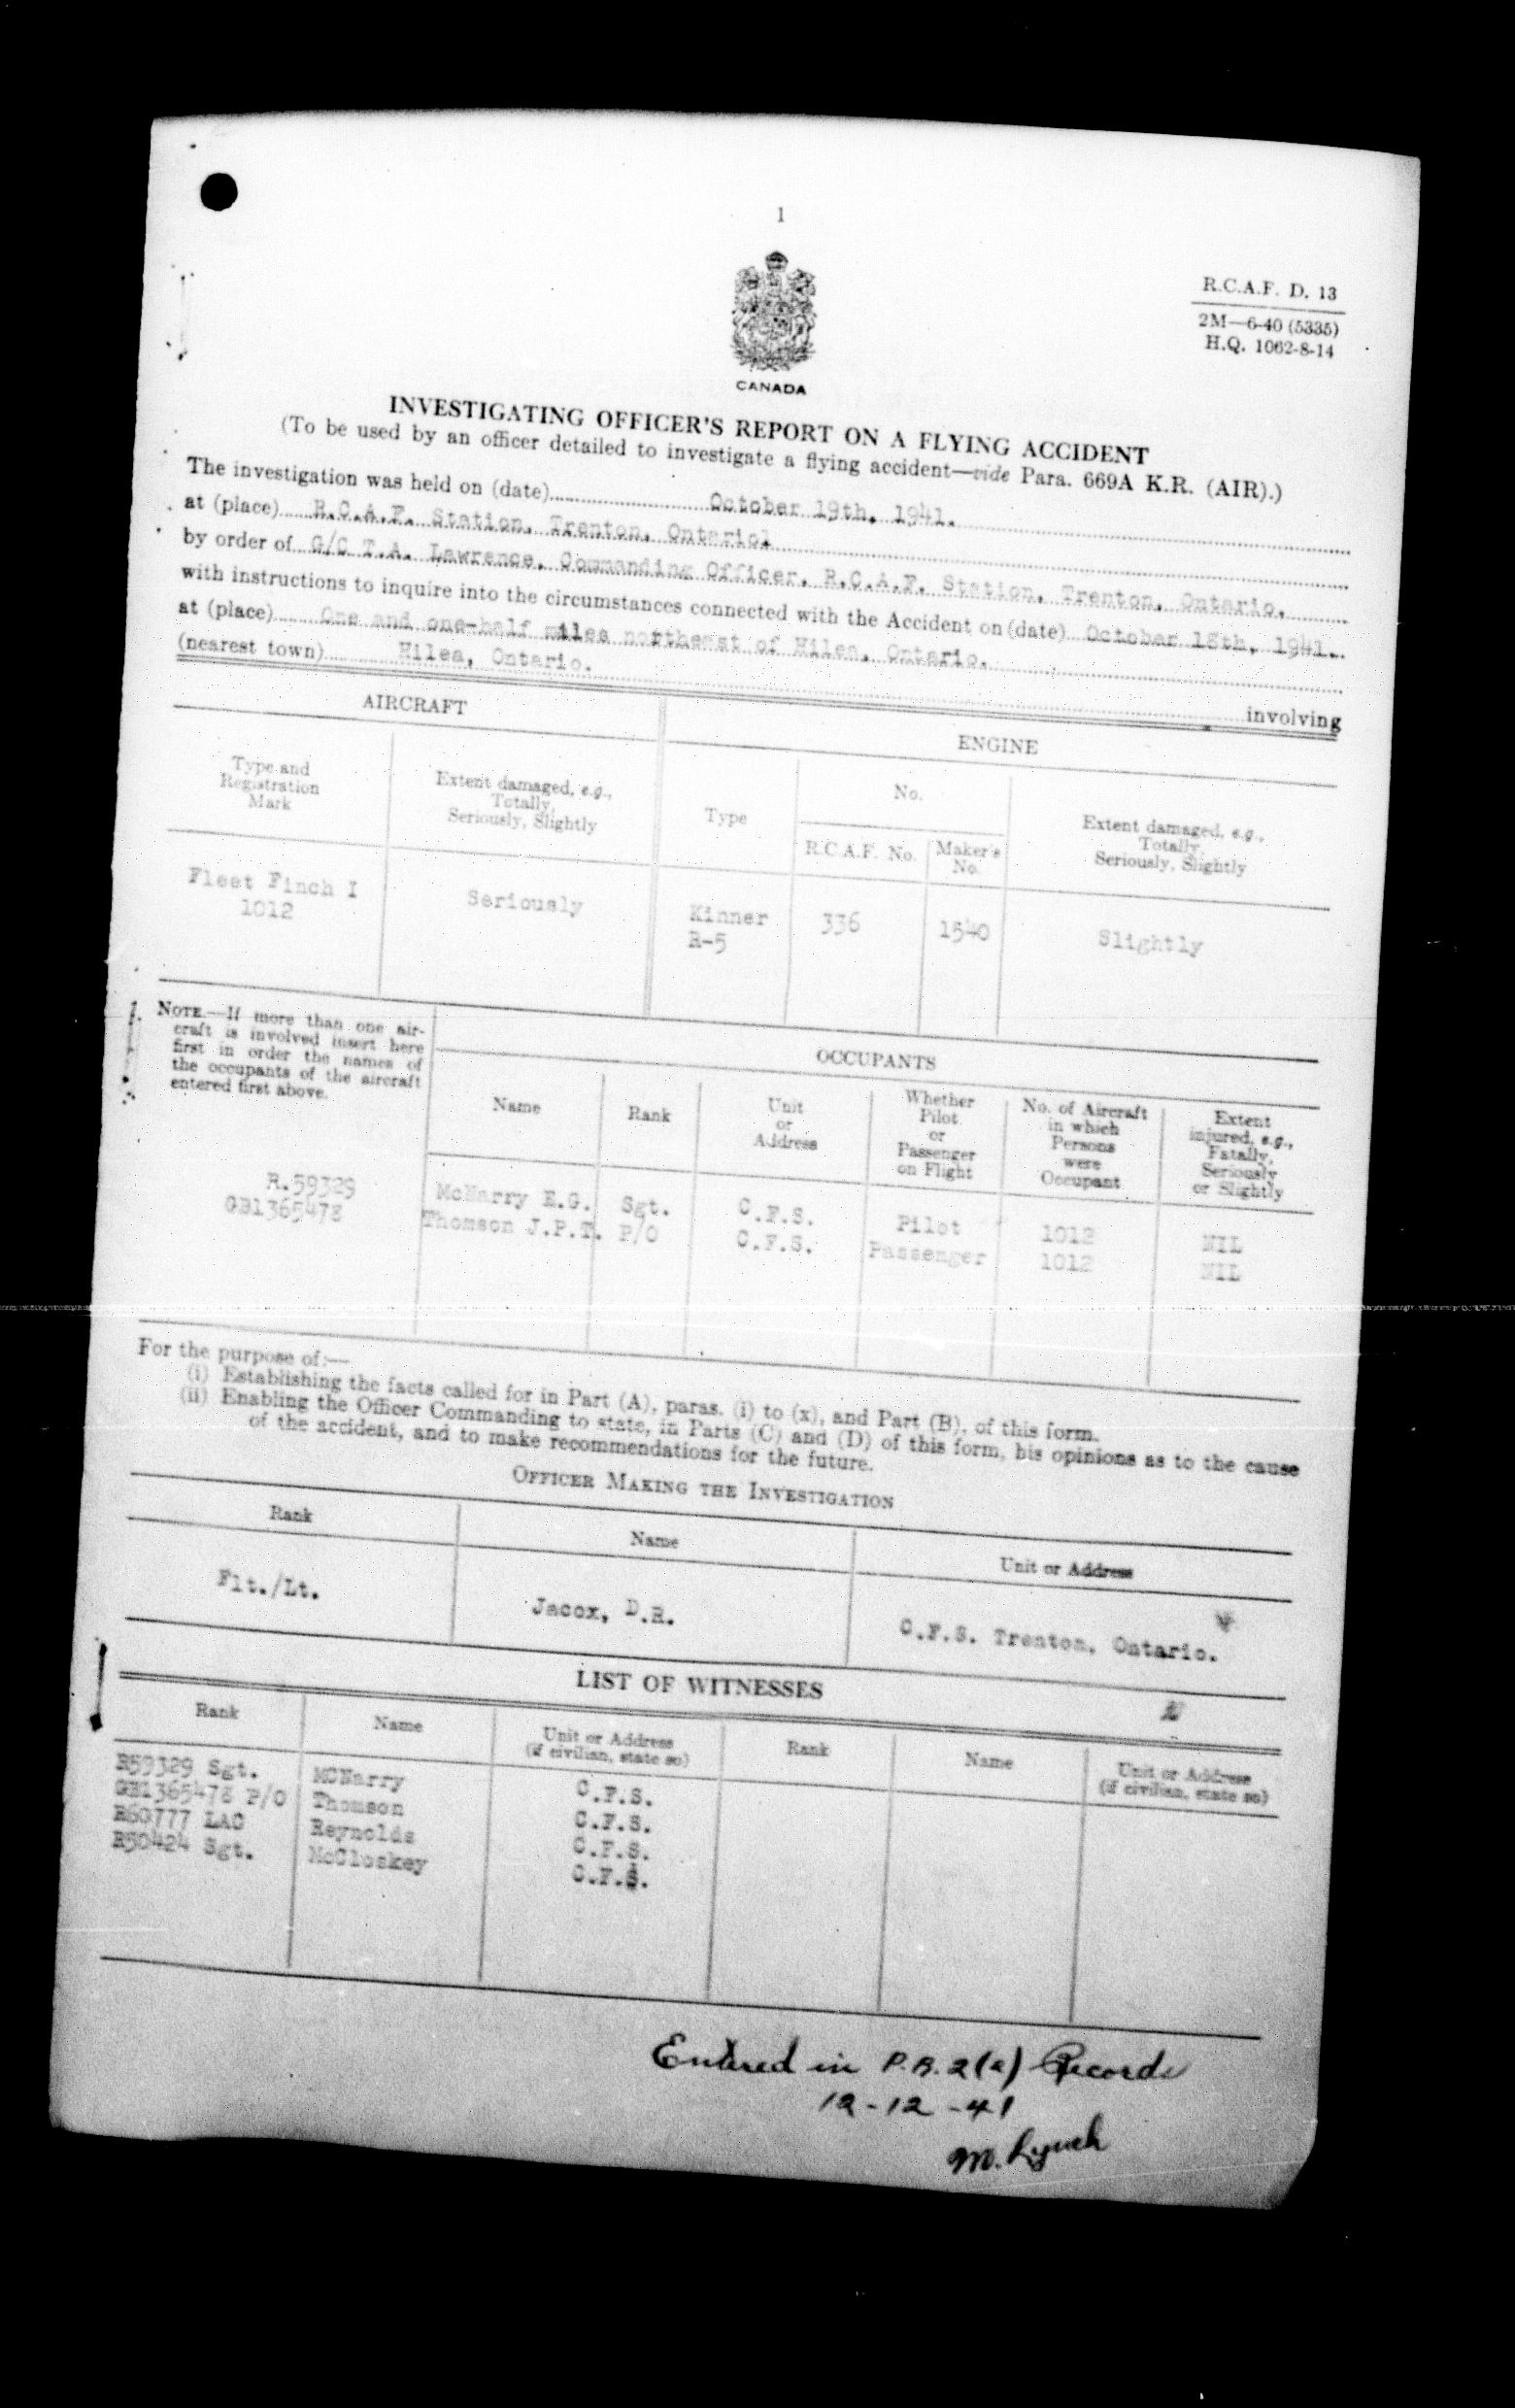 1
R.C.A.F. D. 13
2M—6-40 (5335)
H.Q. 1062-8-14
CANADA
INVESTIGATING OFFICER'S REPORT ON A FLYING ACCIDENT
(To be used by an officer detailed to investigate a flying accident—vide Para. 669A K.R. (AIR).)
The investigation was held on (date) October 19th, 1941.
at (place) R.C.A.F. Station, Trenton, Ontario.
by order of G/C T.A. Lawrence, Commanding Officer, R.C.A.F. Station, Trenton, Ontario.
with instructions to inquire into the circumstances connected with the Accident on (date) October 18th, 1941.
at (place) One and one-half miles northeast of Hilea, Ontario.
(nearest town) Hilea, Ontario.
involving
AIRCRAFT
ENGINE
Type and
Registration
Mark
Extent damaged, e.g.,
Totally,
Seriously, Slightly
Type
No.
R.C.A.F. No.
Maker's
No.
Extent damaged, e.g.,
Totally,
Seriously, Slightly
Fleet Finch I
1012
Seriously
Kinner
R-5
336
1540
Slightly
NOTE.—If more than one air-
craft is involved insert here
first in order the names of
the occupants of the aircraft
entered first above.
OCCUPANTS
Name
Rank
Unit
or
Address
Whether
Pilot
or
Passenger
on Flight
No. of Aircraft
in which
Persons
were
Occupant
Extent
injured, e.g.,
Fatally,
Seriously
or Slightly
R.59329 McNarry E.G. Sgt. C.F.S. Pilot 1012 NIL
GB1365478 Thomson J.P.T. P/O C.F.S. Passenger 1012 NIL
For the purpose of:—
(i) Establishing the facts called for in Part (A), paras. (i) to (x), and Part (B), of this form.
(ii) Enabling the Officer Commanding to state, in Parts (C) and (D) of this form, his opinions as to the cause
of the accident, and to make recommendations for the future.
OFFICER MAKING THE INVESTIGATION
Rank Name Unit or Address
Flt./Lt. Jacox, D.R. C.F.S. Trenton, Ontario.
LIST OF WITNESSES
Rank
Name
Unit or Address
(if civilian, state so)
Rank
Name
Unit or Address
(if civilian, state so)
R59329 Sgt. MCNarry C.F.S.
GB1365478 P/O Thomson C.F.S.
R60777 LAC Reynolds C.F.S.
R50424 Sgt. McCloskey C.F.S.
Entered in P.B. 2(a) Records
12-12-41
M. Lynch